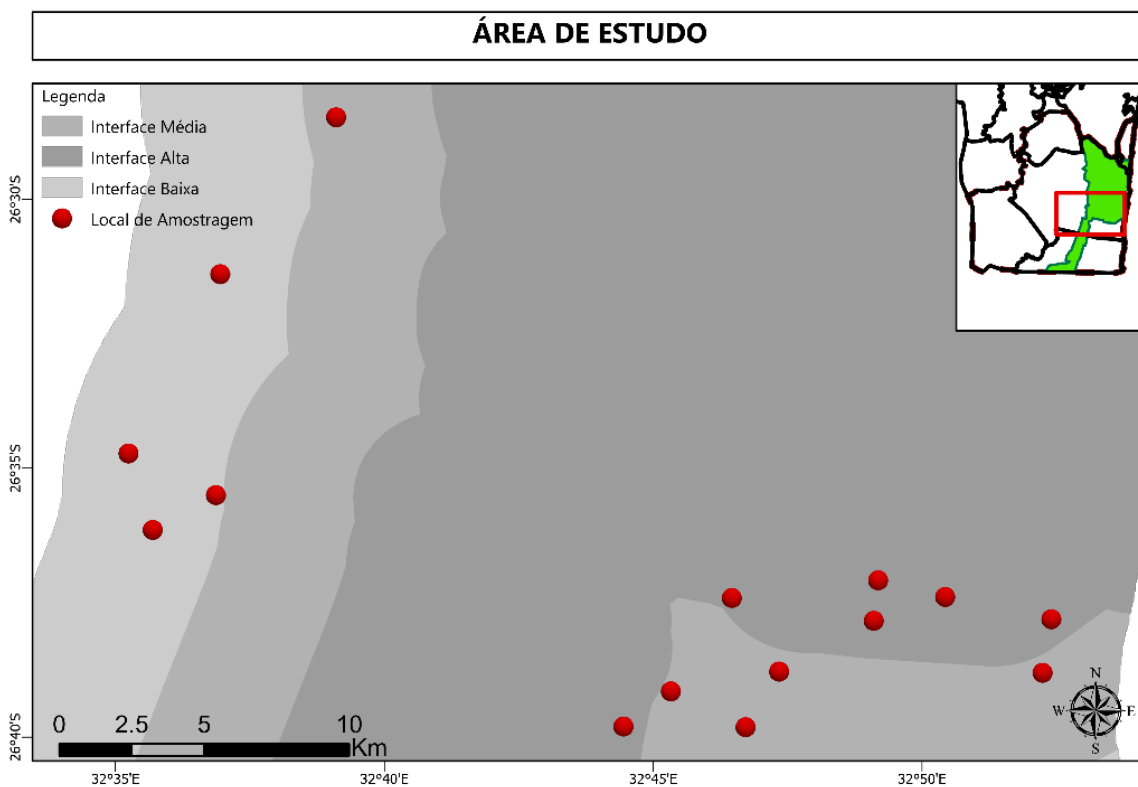 ÁREA DE ESTUDO
Legenda
Interface Média
Interface Alta
Interface Baixa
Local de Amostragem
26°30'S
26°35'S
26°40'S
0 2.5 5 10
Km
N
W E
S
32°35'E 32°40'E 32°45'E 32°50'E